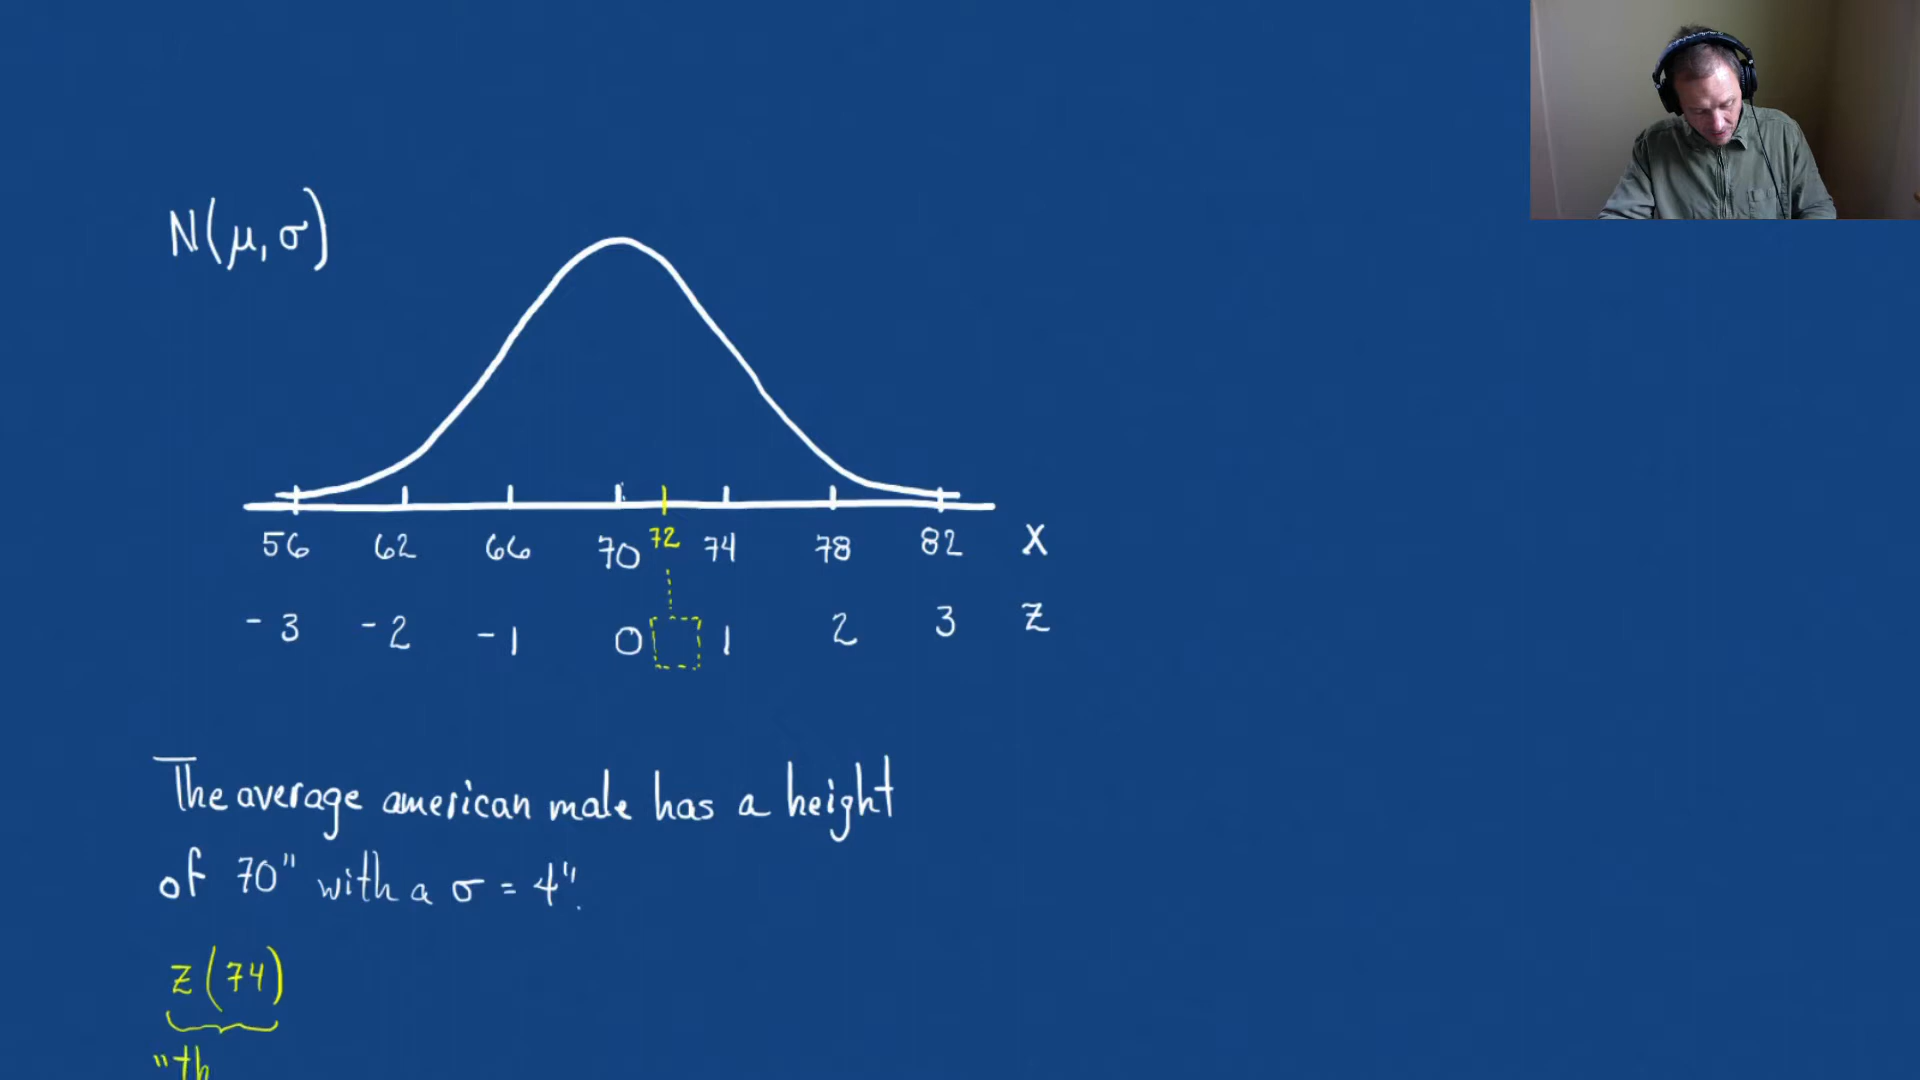 N(μ, σ)
56 62 66 70 72 74 78 82 X
-3 -2 -1 0 1 2 3 Z
The average american male has a height
of 70" with a σ = 4".
z(74)
"th